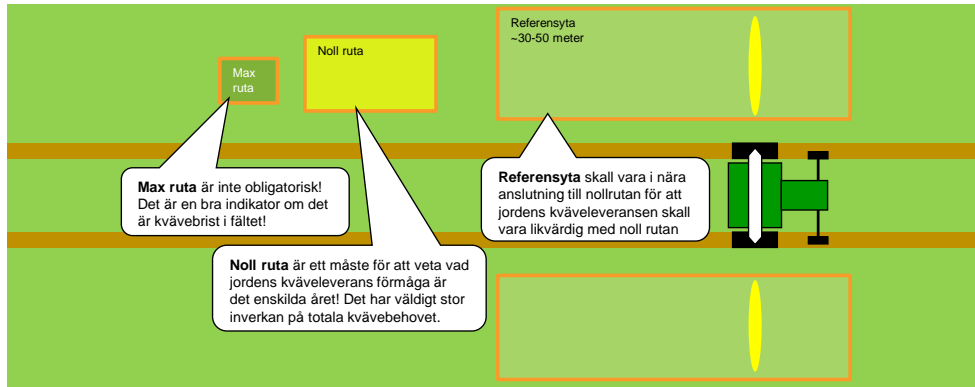 Referensyta
~30-50 meter
Noll ruta
Max
ruta
Max ruta är inte obligatorisk!
Det är en bra indikator om det
är kvävebrist i fältet!
Referensyta skall vara i nära
anslutning till nollrutan för att
jordens kväveleveransen skall
vara likvärdig med noll rutan
Noll ruta är ett måste för att veta vad
jordens kväveleverans förmåga är
det enskilda året! Det har väldigt stor
inverkan på totala kvävebehovet.